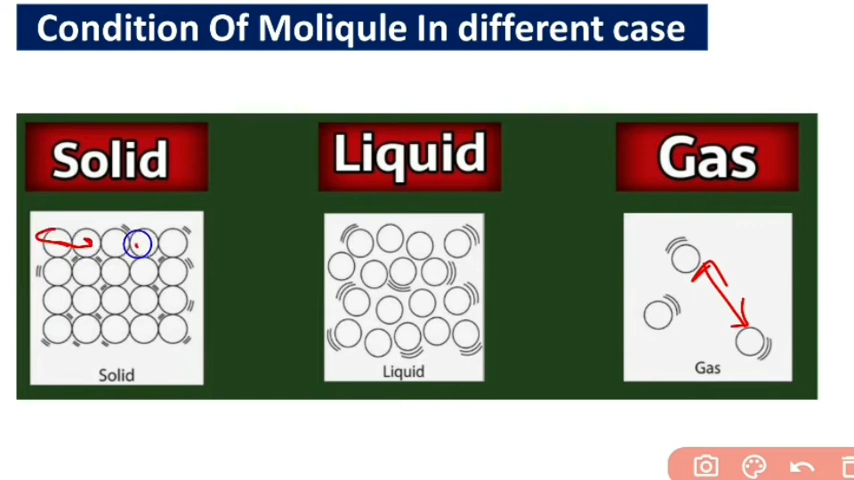 Condition Of Moliqule In different case
Solid
Liquid
Gas
Solid
Liquid
Gas